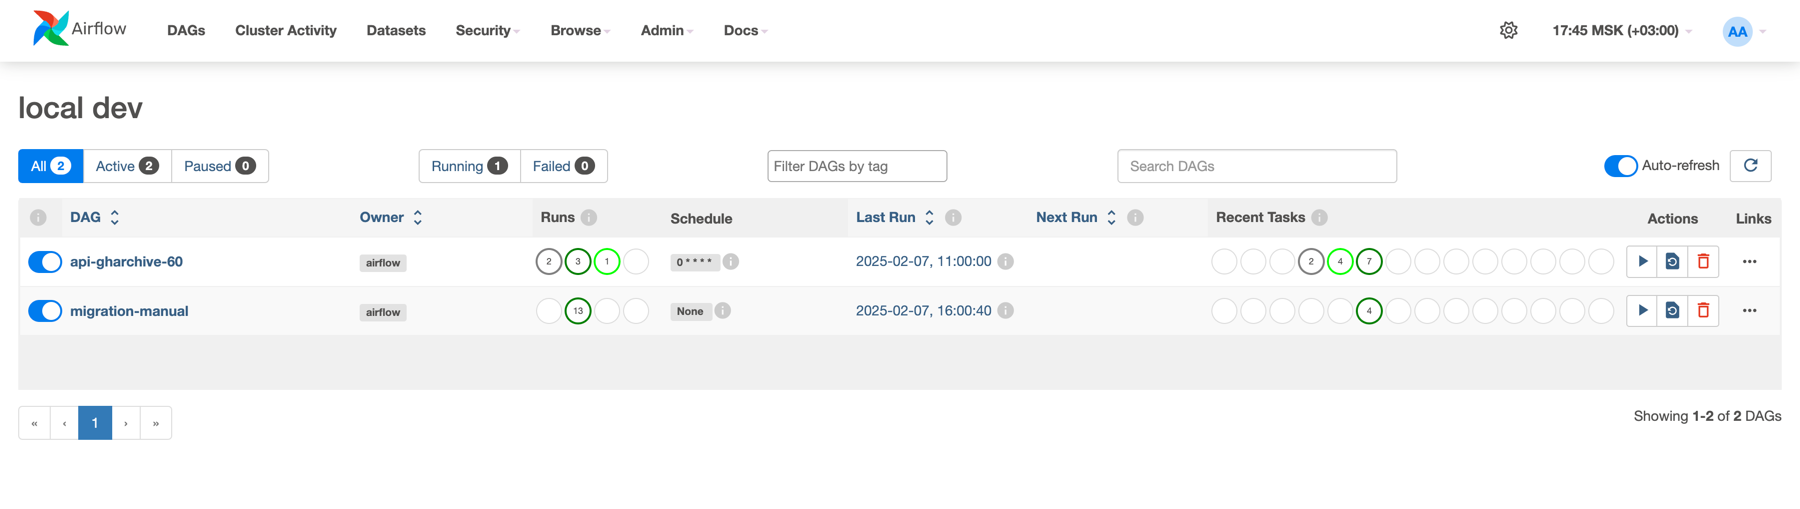 Airflow DAGs Cluster Activity Datasets Security Browse Admin Docs 17:45 MSK (+03:00) AA
local dev
All 2 Active 2 Paused 0 Running 1 Failed 0 Filter DAGs by tag Search DAGs Auto-refresh
i DAG Owner Runs i Schedule Last Run i Next Run i Recent Tasks i Actions Links
api-gharchive-60 airflow 2 3 1 0 * * * * i 2025-02-07, 11:00:00 i 2 4 7 ...
migration-manual airflow 13 None i 2025-02-07, 16:00:40 i 4 ...
« ‹ 1 › » Showing 1-2 of 2 DAGs